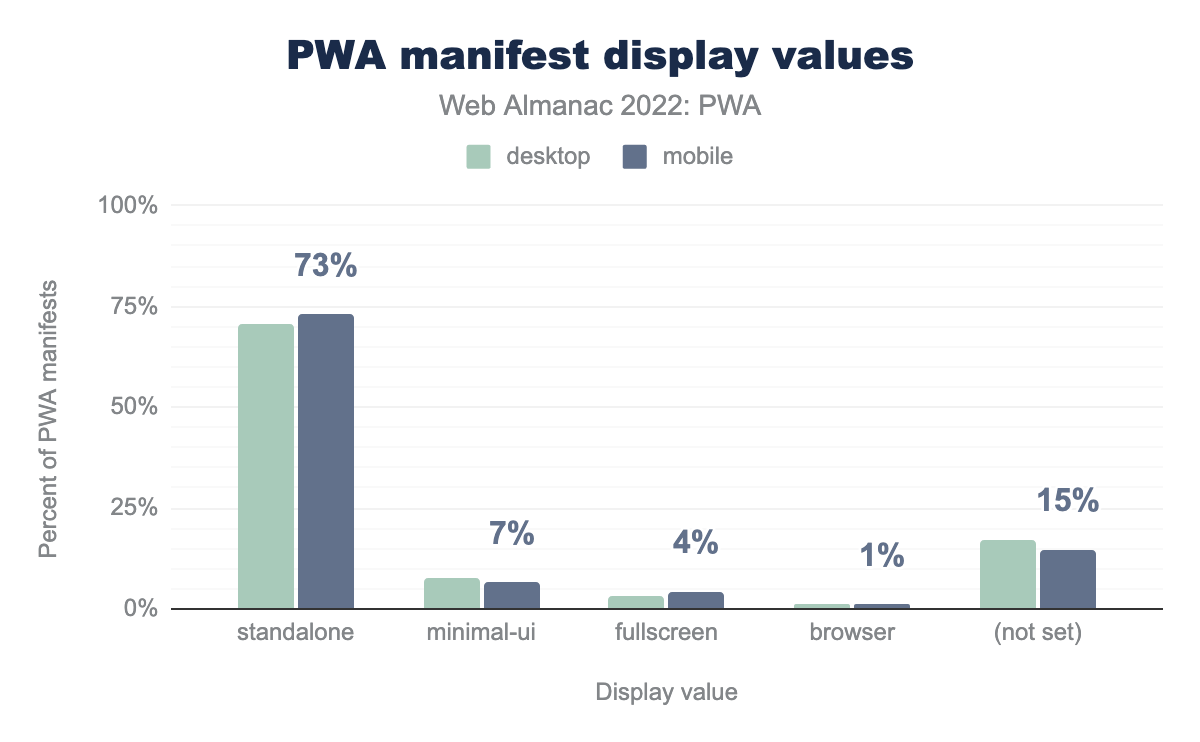 PWA manifest display values
Web Almanac 2022: PWA
desktop mobile
Percent of PWA manifests
100%
75%
50%
25%
0%
73%
7%
4%
1%
15%
standalone minimal-ui fullscreen browser (not set)
Display value